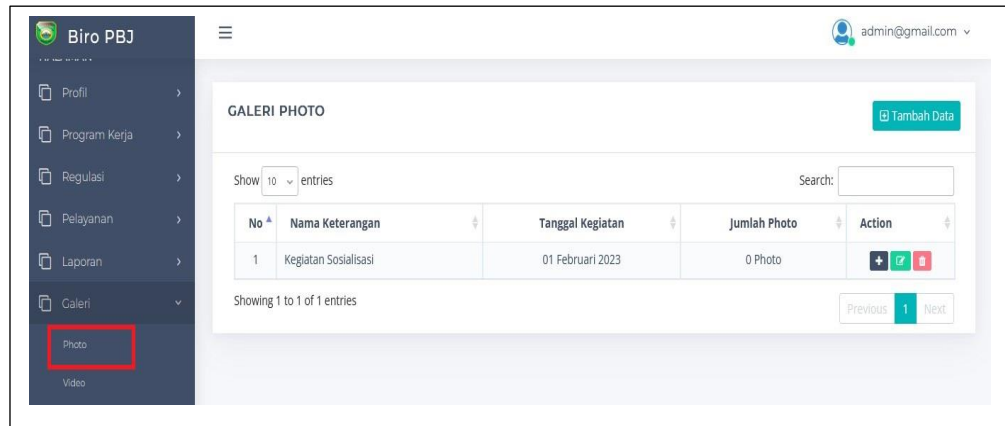 Biro PBJ
admin@gmail.com
Profil
Program Kerja
Regulasi
Pelayanan
Laporan
Galeri
Photo
Video
GALERI PHOTO
Tambah Data
Show 10 entries
Search:
No Nama Keterangan Tanggal Kegiatan Jumlah Photo Action
1 Kegiatan Sosialisasi 01 Februari 2023 0 Photo
Showing 1 to 1 of 1 entries
Previous 1 Next